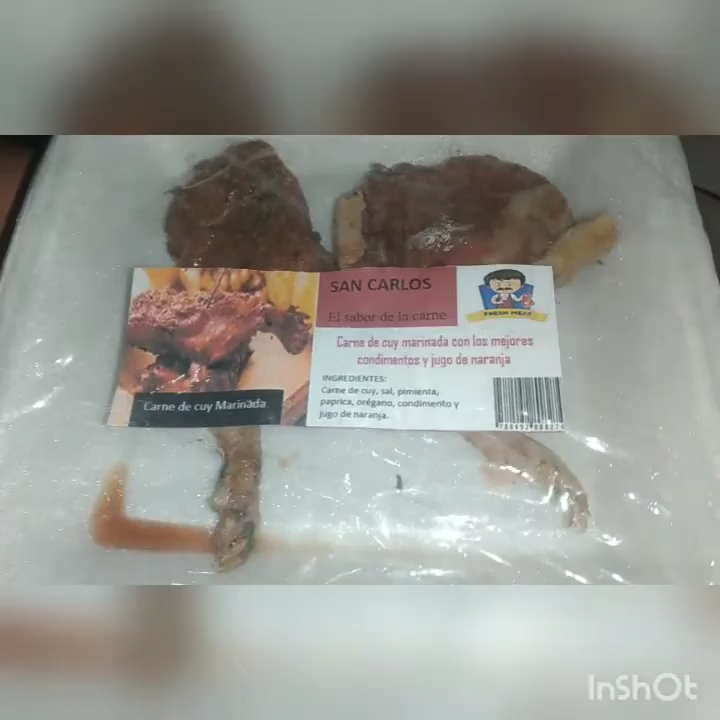 SAN CARLOS
El sabor de la carne
FRESH MEAT
Carne de cuy marinada con los mejores
condimentos y jugo de naranja
INGREDIENTES:
Carne de cuy, sal, pimienta,
paprica, orégano, condimento y
jugo de naranja.
Carne de cuy Marinada
InShOt